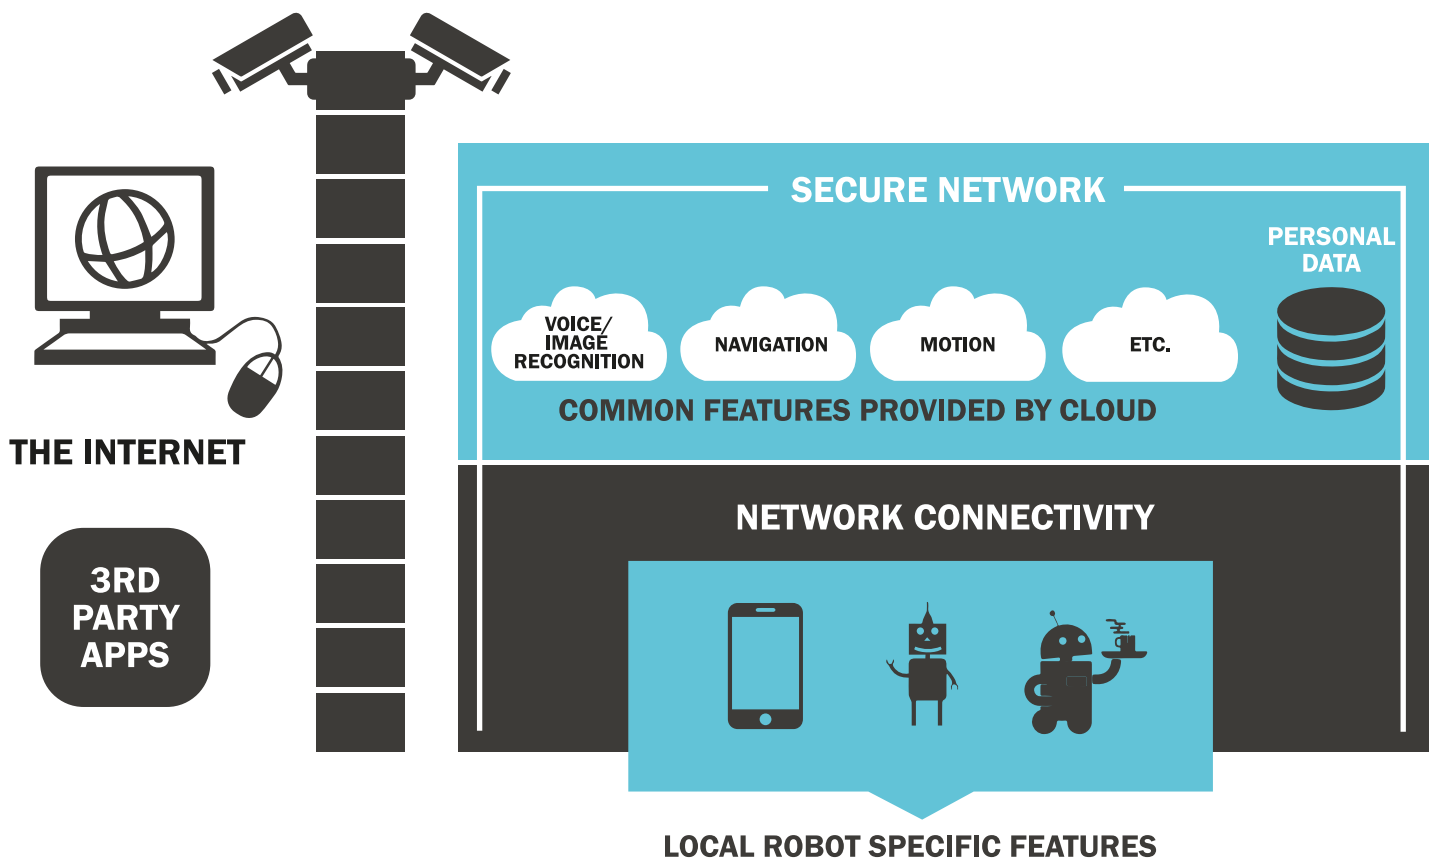 THE INTERNET
3RD
PARTY
APPS
SECURE NETWORK
PERSONAL
DATA
VOICE/
IMAGE
RECOGNITION
NAVIGATION
MOTION
ETC.
COMMON FEATURES PROVIDED BY CLOUD
NETWORK CONNECTIVITY
LOCAL ROBOT SPECIFIC FEATURES